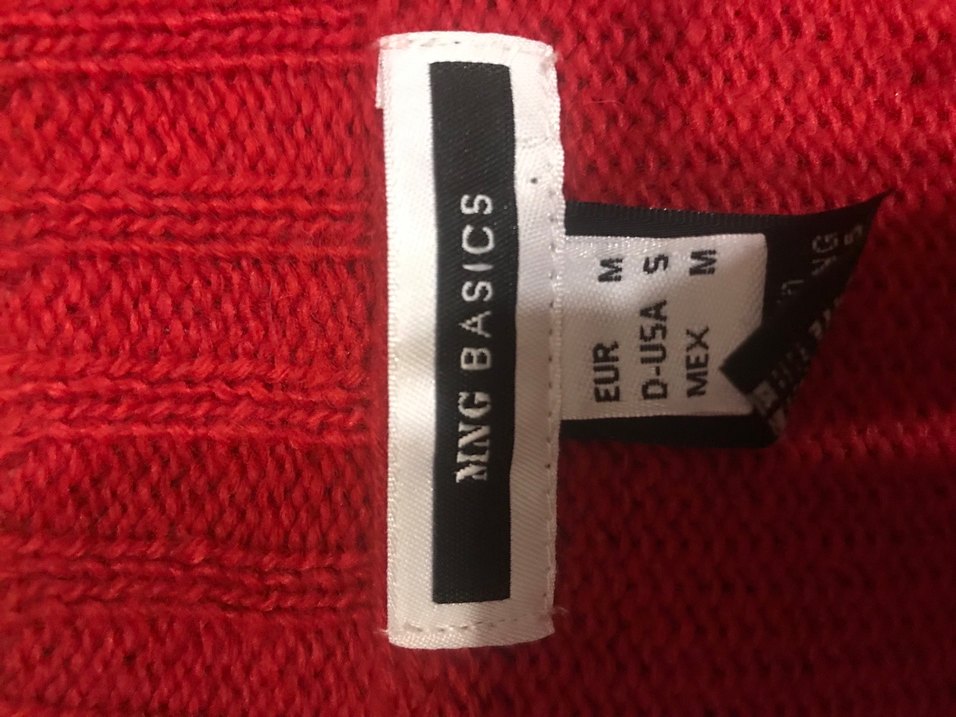 MNG BASICS
EUR M
D-USA S
MEX M